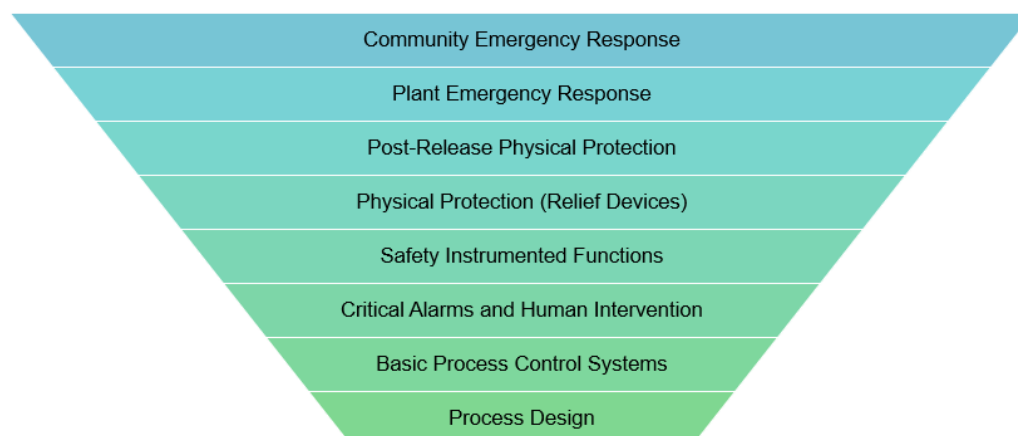 Community Emergency Response
Plant Emergency Response
Post-Release Physical Protection
Physical Protection (Relief Devices)
Safety Instrumented Functions
Critical Alarms and Human Intervention
Basic Process Control Systems
Process Design